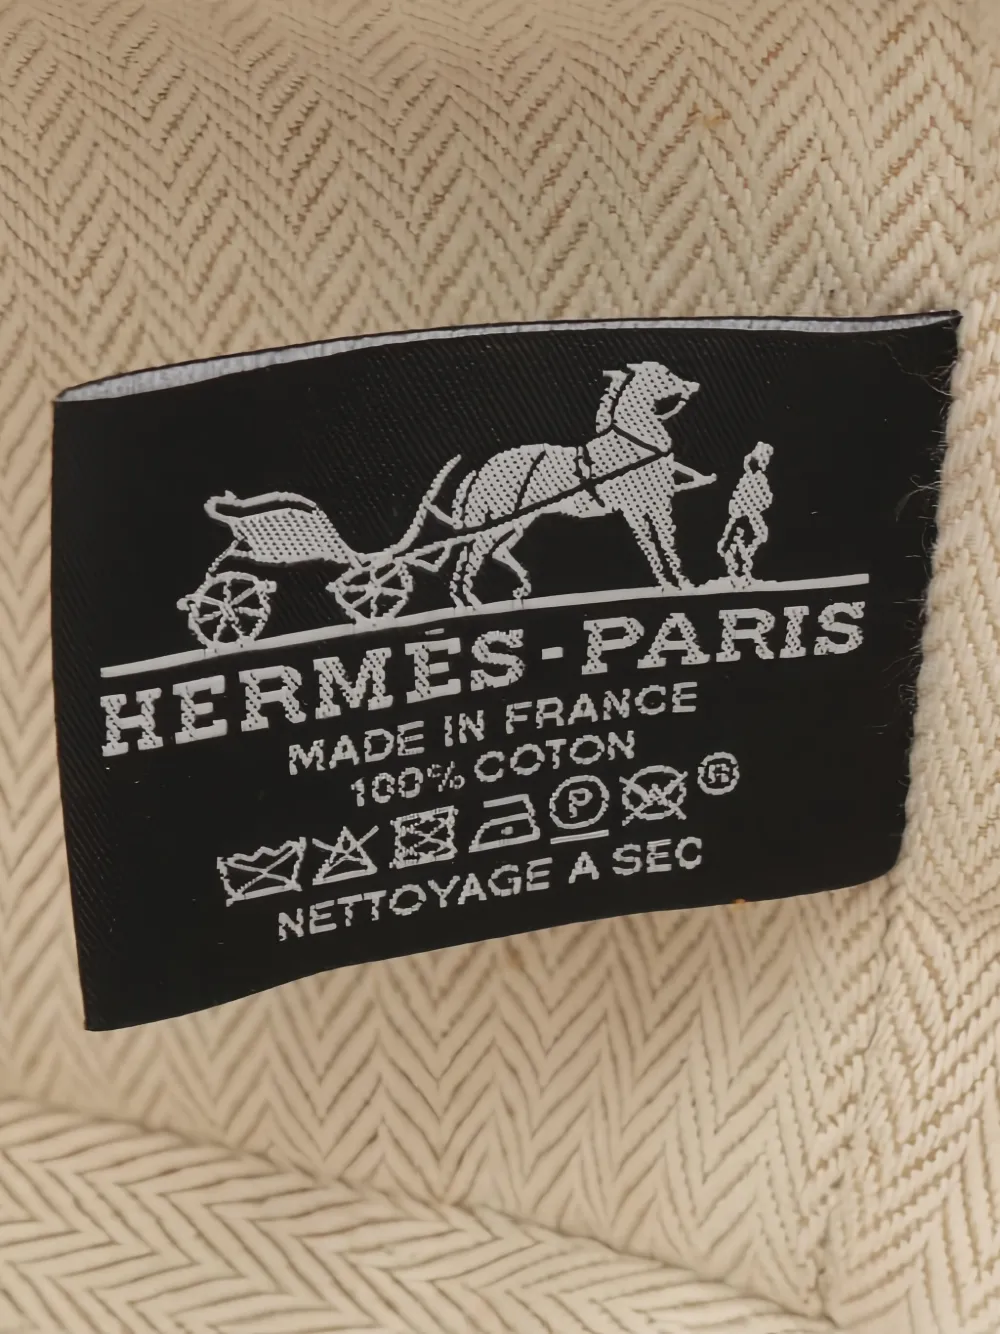 HERMÈS-PARIS
MADE IN FRANCE
100% COTON
P W ®
NETTOYAGE A SEC